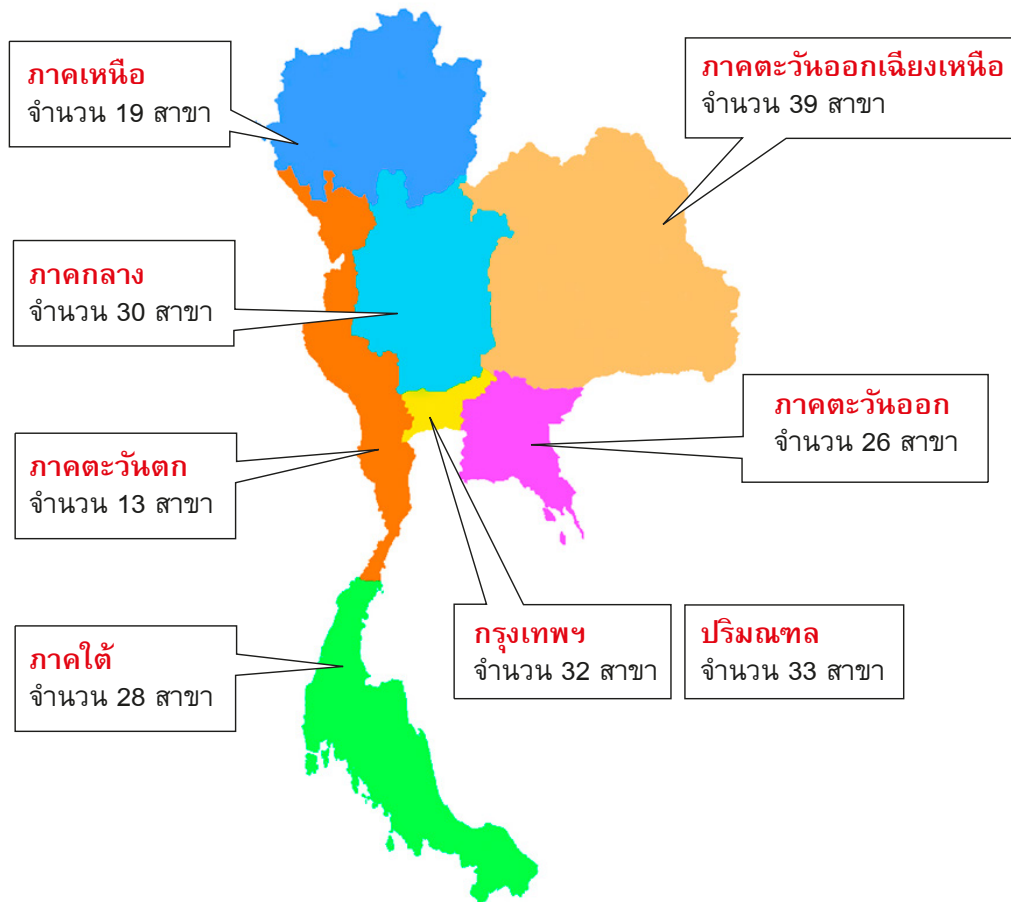 ภาคเหนือ
จำนวน 19 สาขา
ภาคตะวันออกเฉียงเหนือ
จำนวน 39 สาขา
ภาคกลาง
จำนวน 30 สาขา
ภาคตะวันออก
จำนวน 26 สาขา
ภาคตะวันตก
จำนวน 13 สาขา
กรุงเทพฯ
จำนวน 32 สาขา
ปริมณฑล
จำนวน 33 สาขา
ภาคใต้
จำนวน 28 สาขา